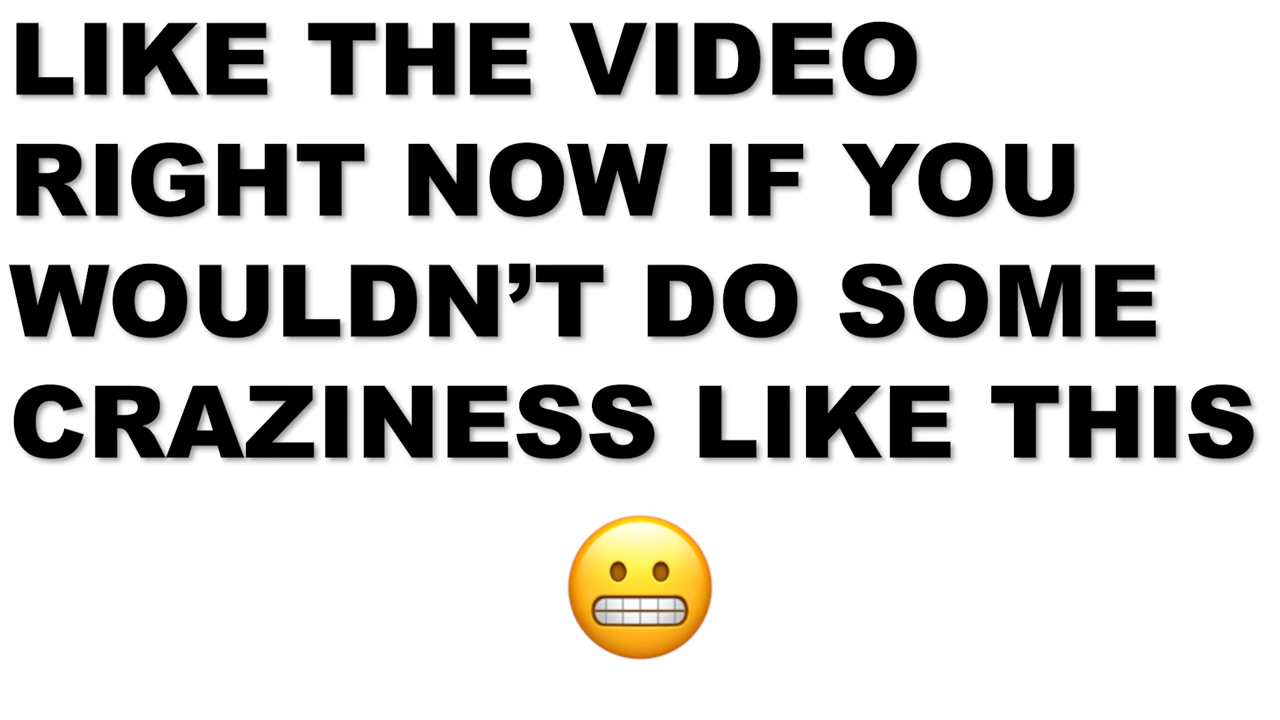 LIKE THE VIDEO
RIGHT NOW IF YOU
WOULDN’T DO SOME
CRAZINESS LIKE THIS